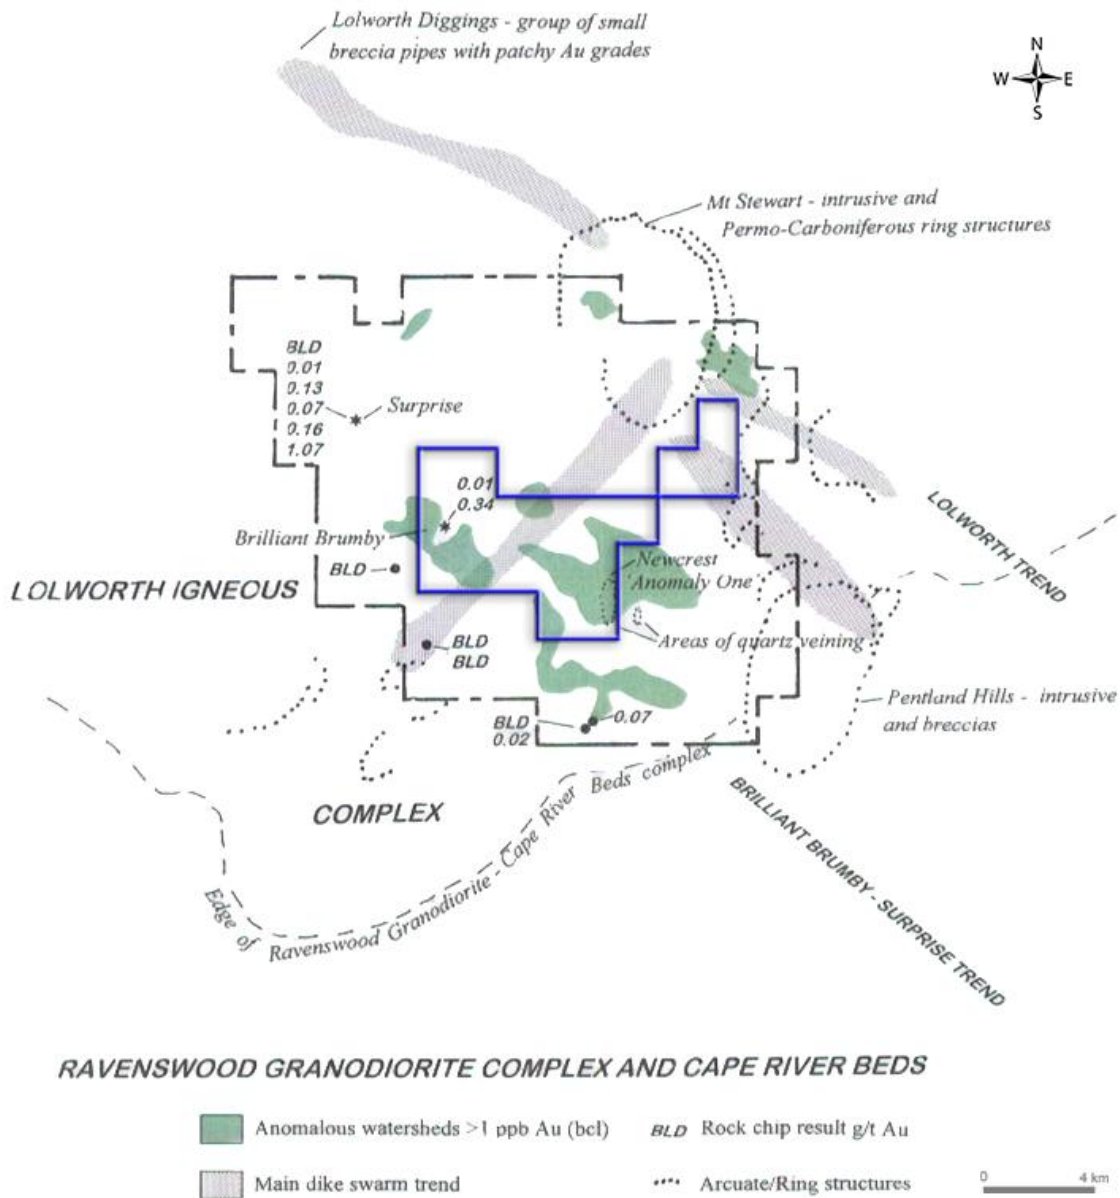 Lolworth Diggings - group of small
breccia pipes with patchy Au grades
N
W
E
S
Mt Stewart - intrusive and
Permo-Carboniferous ring structures
BLD
0.01
0.13
0.07
0.16
1.07
Surprise
0.01
0.34
Brilliant Brumby
BLD
LOLWORTH IGNEOUS
LOLWORTH TREND
Newcrest
Anomaly One
BLD
BLD
Areas of quartz veining
Pentland Hills - intrusive
and breccias
BLD
0.02
0.07
COMPLEX
Edge of Ravenswood Granodiorite - Cape River Beds complex
BRILLIANT BRUMBY - SURPRISE TREND
RAVENSWOOD GRANODIORITE COMPLEX AND CAPE RIVER BEDS
Anomalous watersheds >1 ppb Au (bcl)
BLD Rock chip result g/t Au
Main dike swarm trend
Arcuate/Ring structures
0
4 km